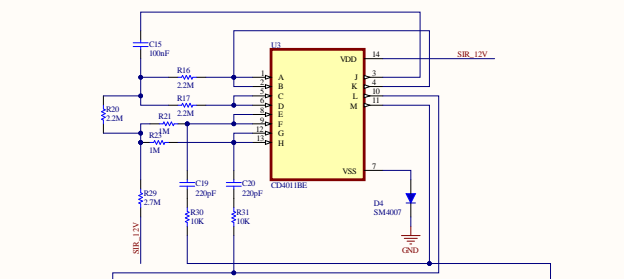 C15
100nF
U3
VDD
14
SIR_12V
R16
2.2M
1
A
J
3
2
B
K
4
5
C
L
10
R17
2.2M
6
D
M
11
R20
2.2M
R21
1M
8
E
9
F
12
G
R23
1M
13
H
VSS
7
C19
220pF
C20
220pF
CD4011BE
R29
2.7M
R30
10K
R31
10K
D4
SM4007
SIR_12V
GND